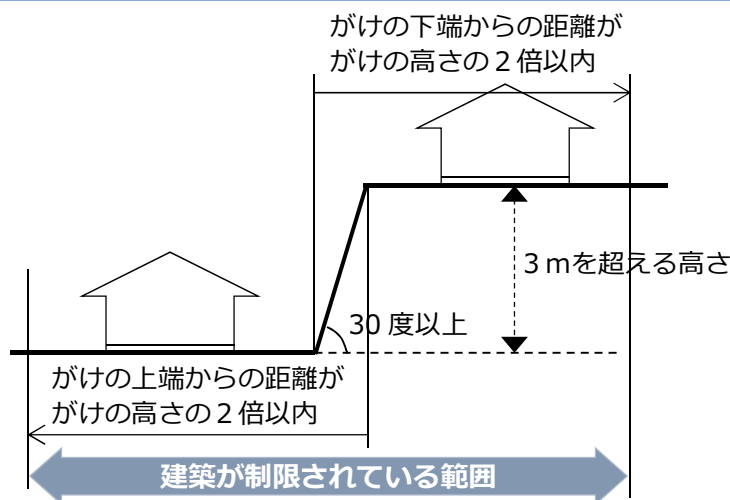 がけの下端からの距離が
がけの高さの２倍以内
３ｍを超える高さ
30 度以上
がけの上端からの距離が
がけの高さの２倍以内
建築が制限されている範囲